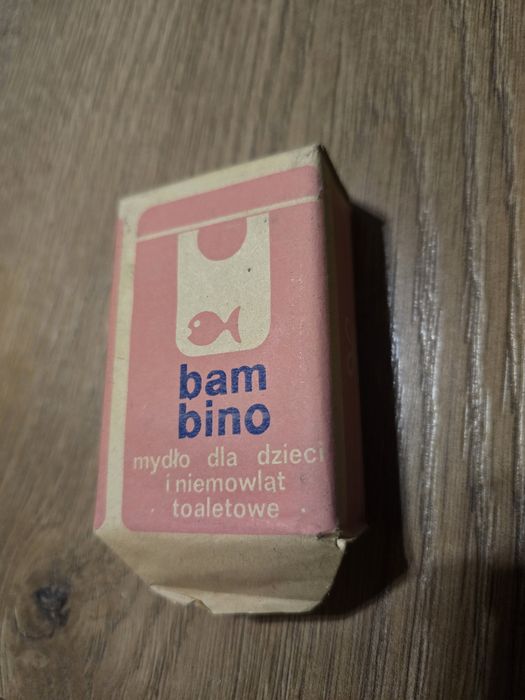 bam
bino
mydło dla dzieci
i niemowląt
toaletowe